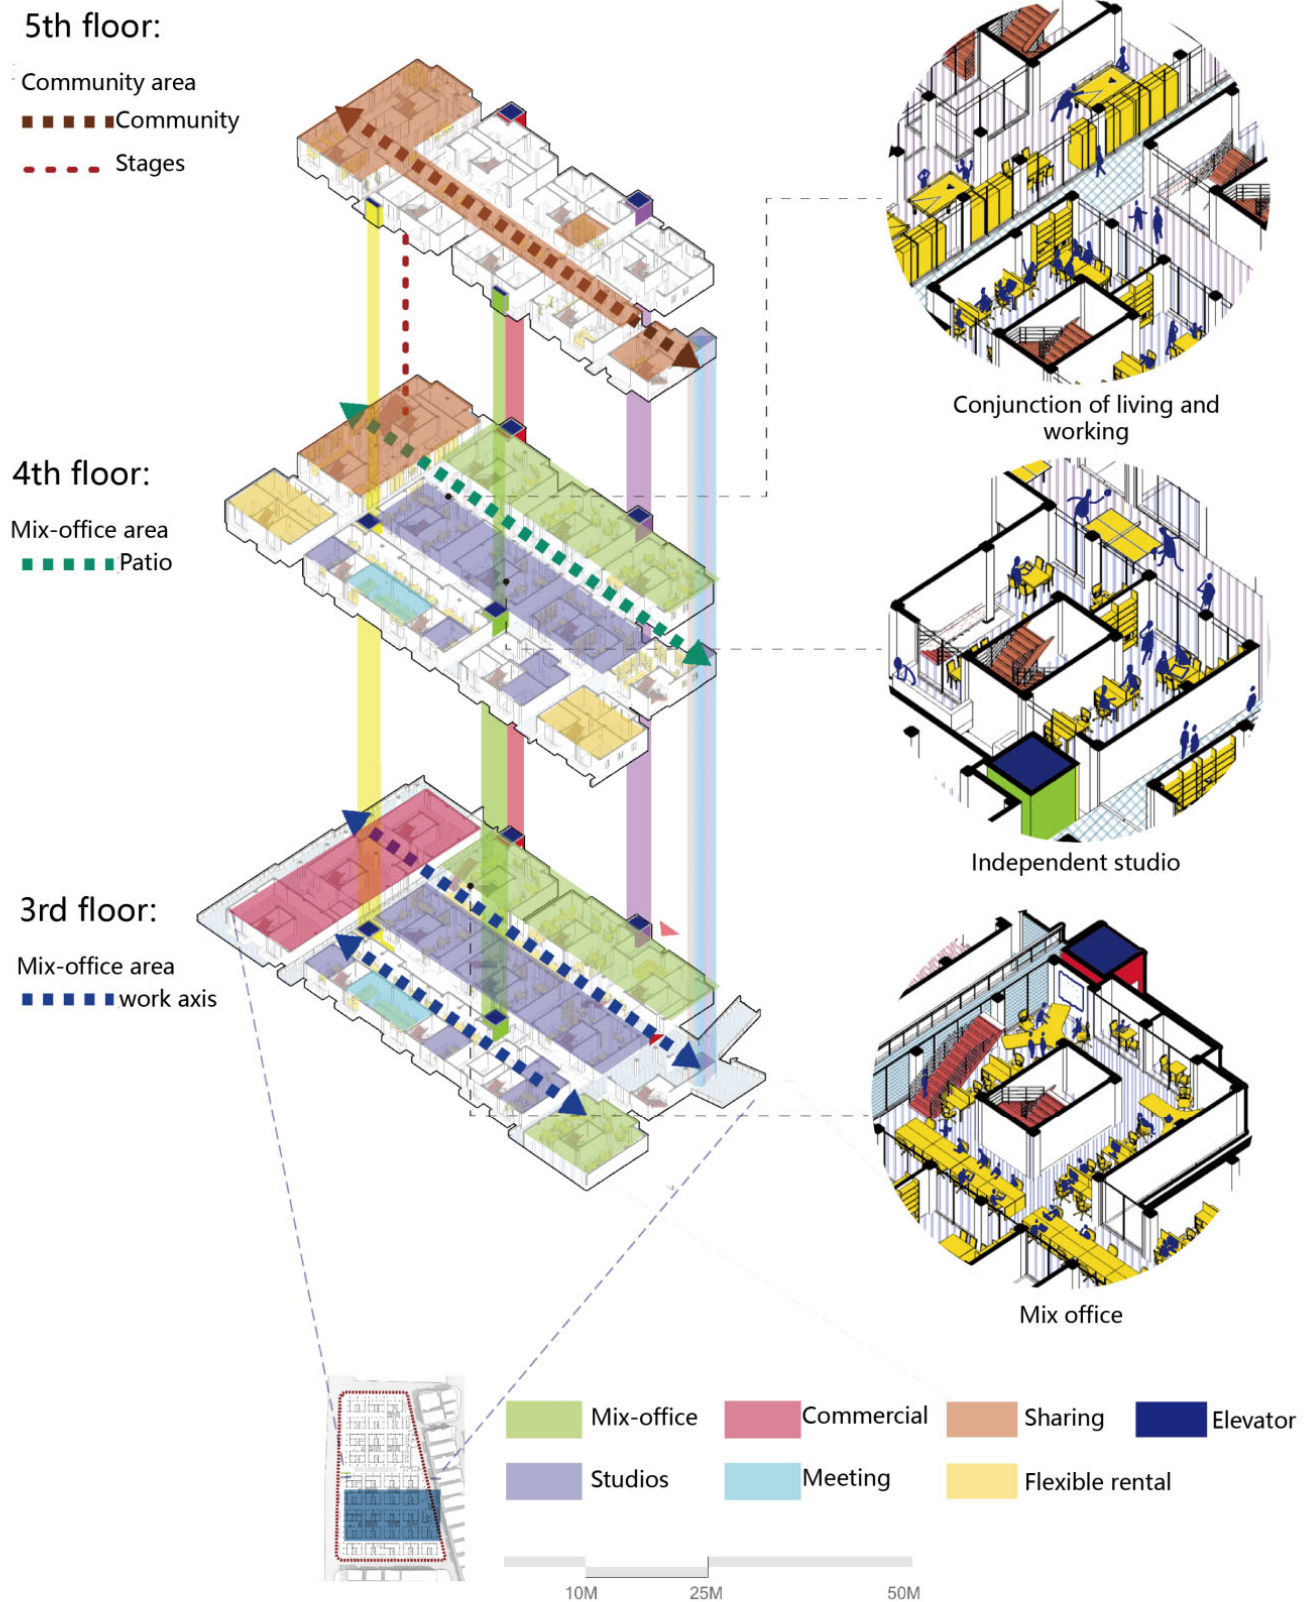 5th floor:
Community area
Community
Stages
Conjunction of living and
working
4th floor:
Mix-office area
Patio
Independent studio
3rd floor:
Mix-office area
work axis
Mix office
Mix-office
Commercial
Sharing
Elevator
Studios
Meeting
Flexible rental
10M
25M
50M